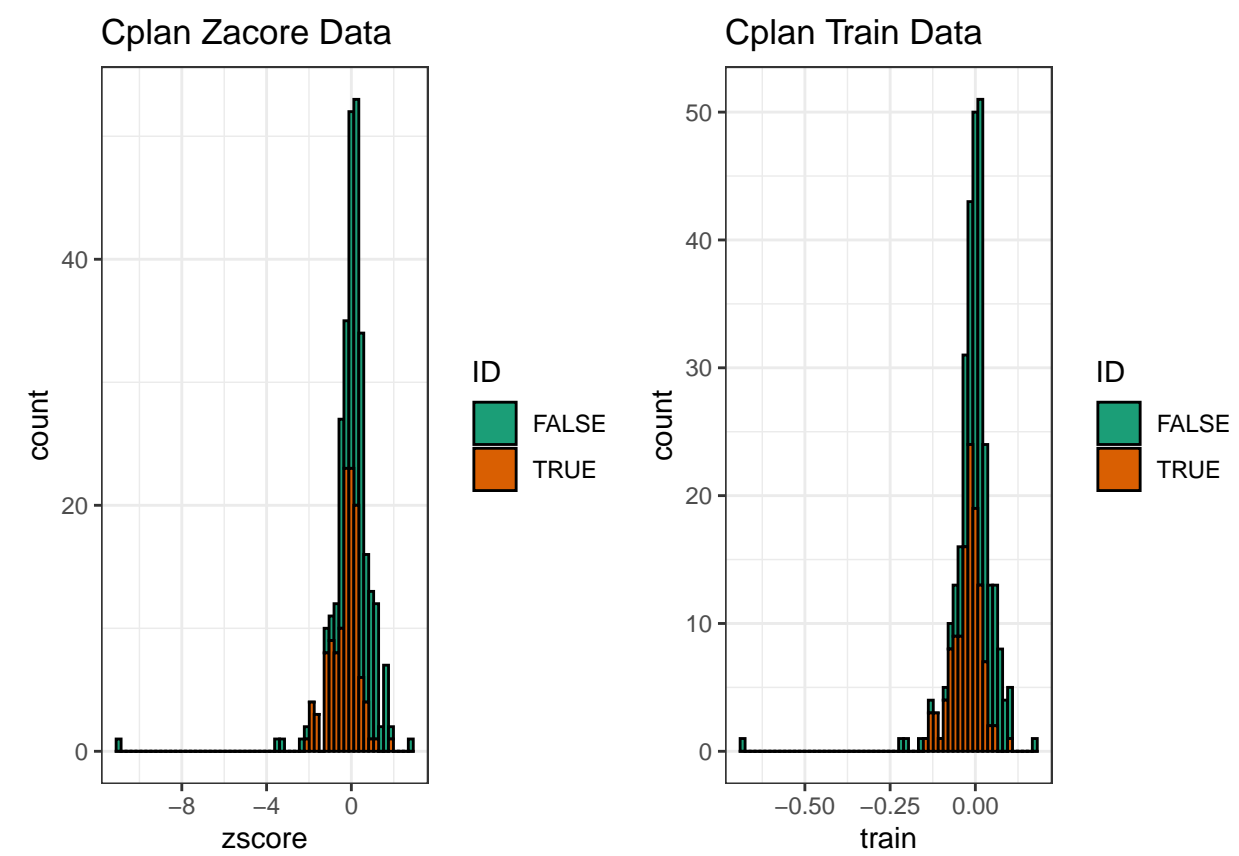 Cplan Zacore Data
count
40
20
0
−8 −4 0
zscore
ID
FALSE
TRUE
Cplan Train Data
count
50
40
30
20
10
0
−0.50 −0.25 0.00
train
ID
FALSE
TRUE